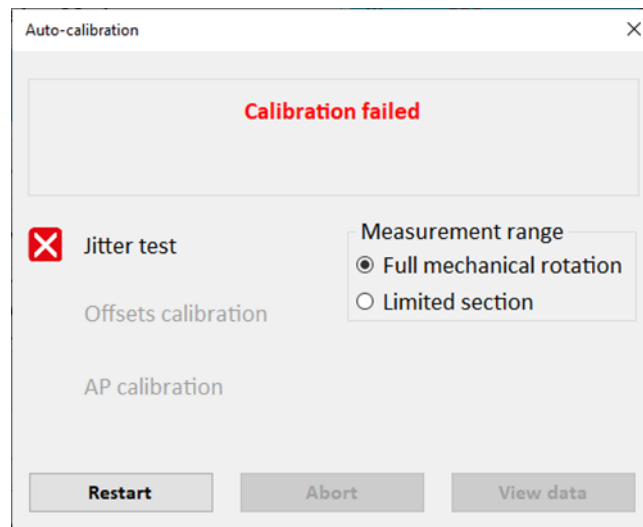 Auto-calibration
Calibration failed
Jitter test
Measurement range
Full mechanical rotation
Limited section
Offsets calibration
AP calibration
Restart
Abort
View data